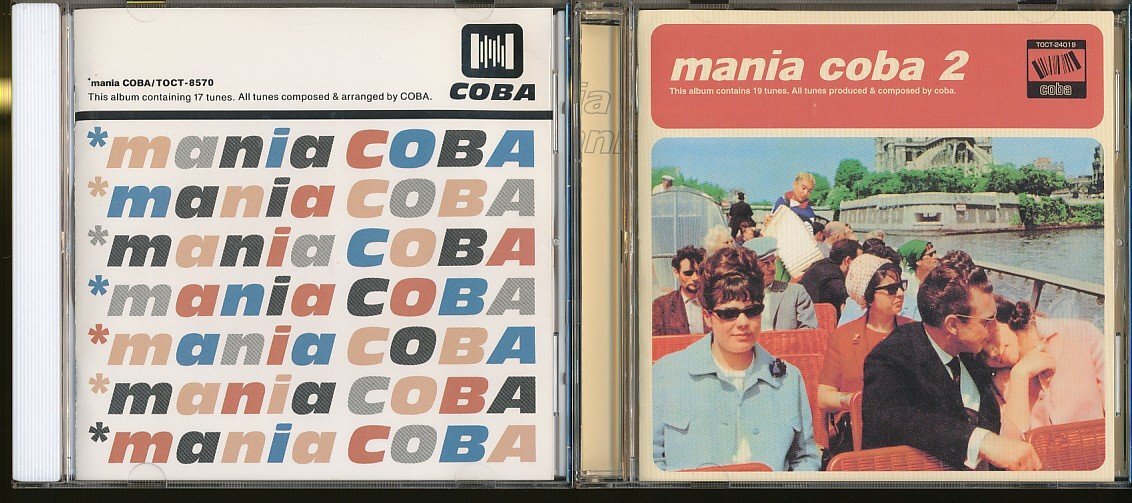 *mania COBA/TOCT-8570
This album containing 17 tunes. All tunes composed & arranged by COBA.
COBA
*mania COBA
*mania COBA
*mania COBA
*mania COBA
*mania COBA
*mania COBA
*mania COBA
mania coba 2
This album contains 19 tunes. All tunes produced & composed by coba.
TOCT-24019
coba